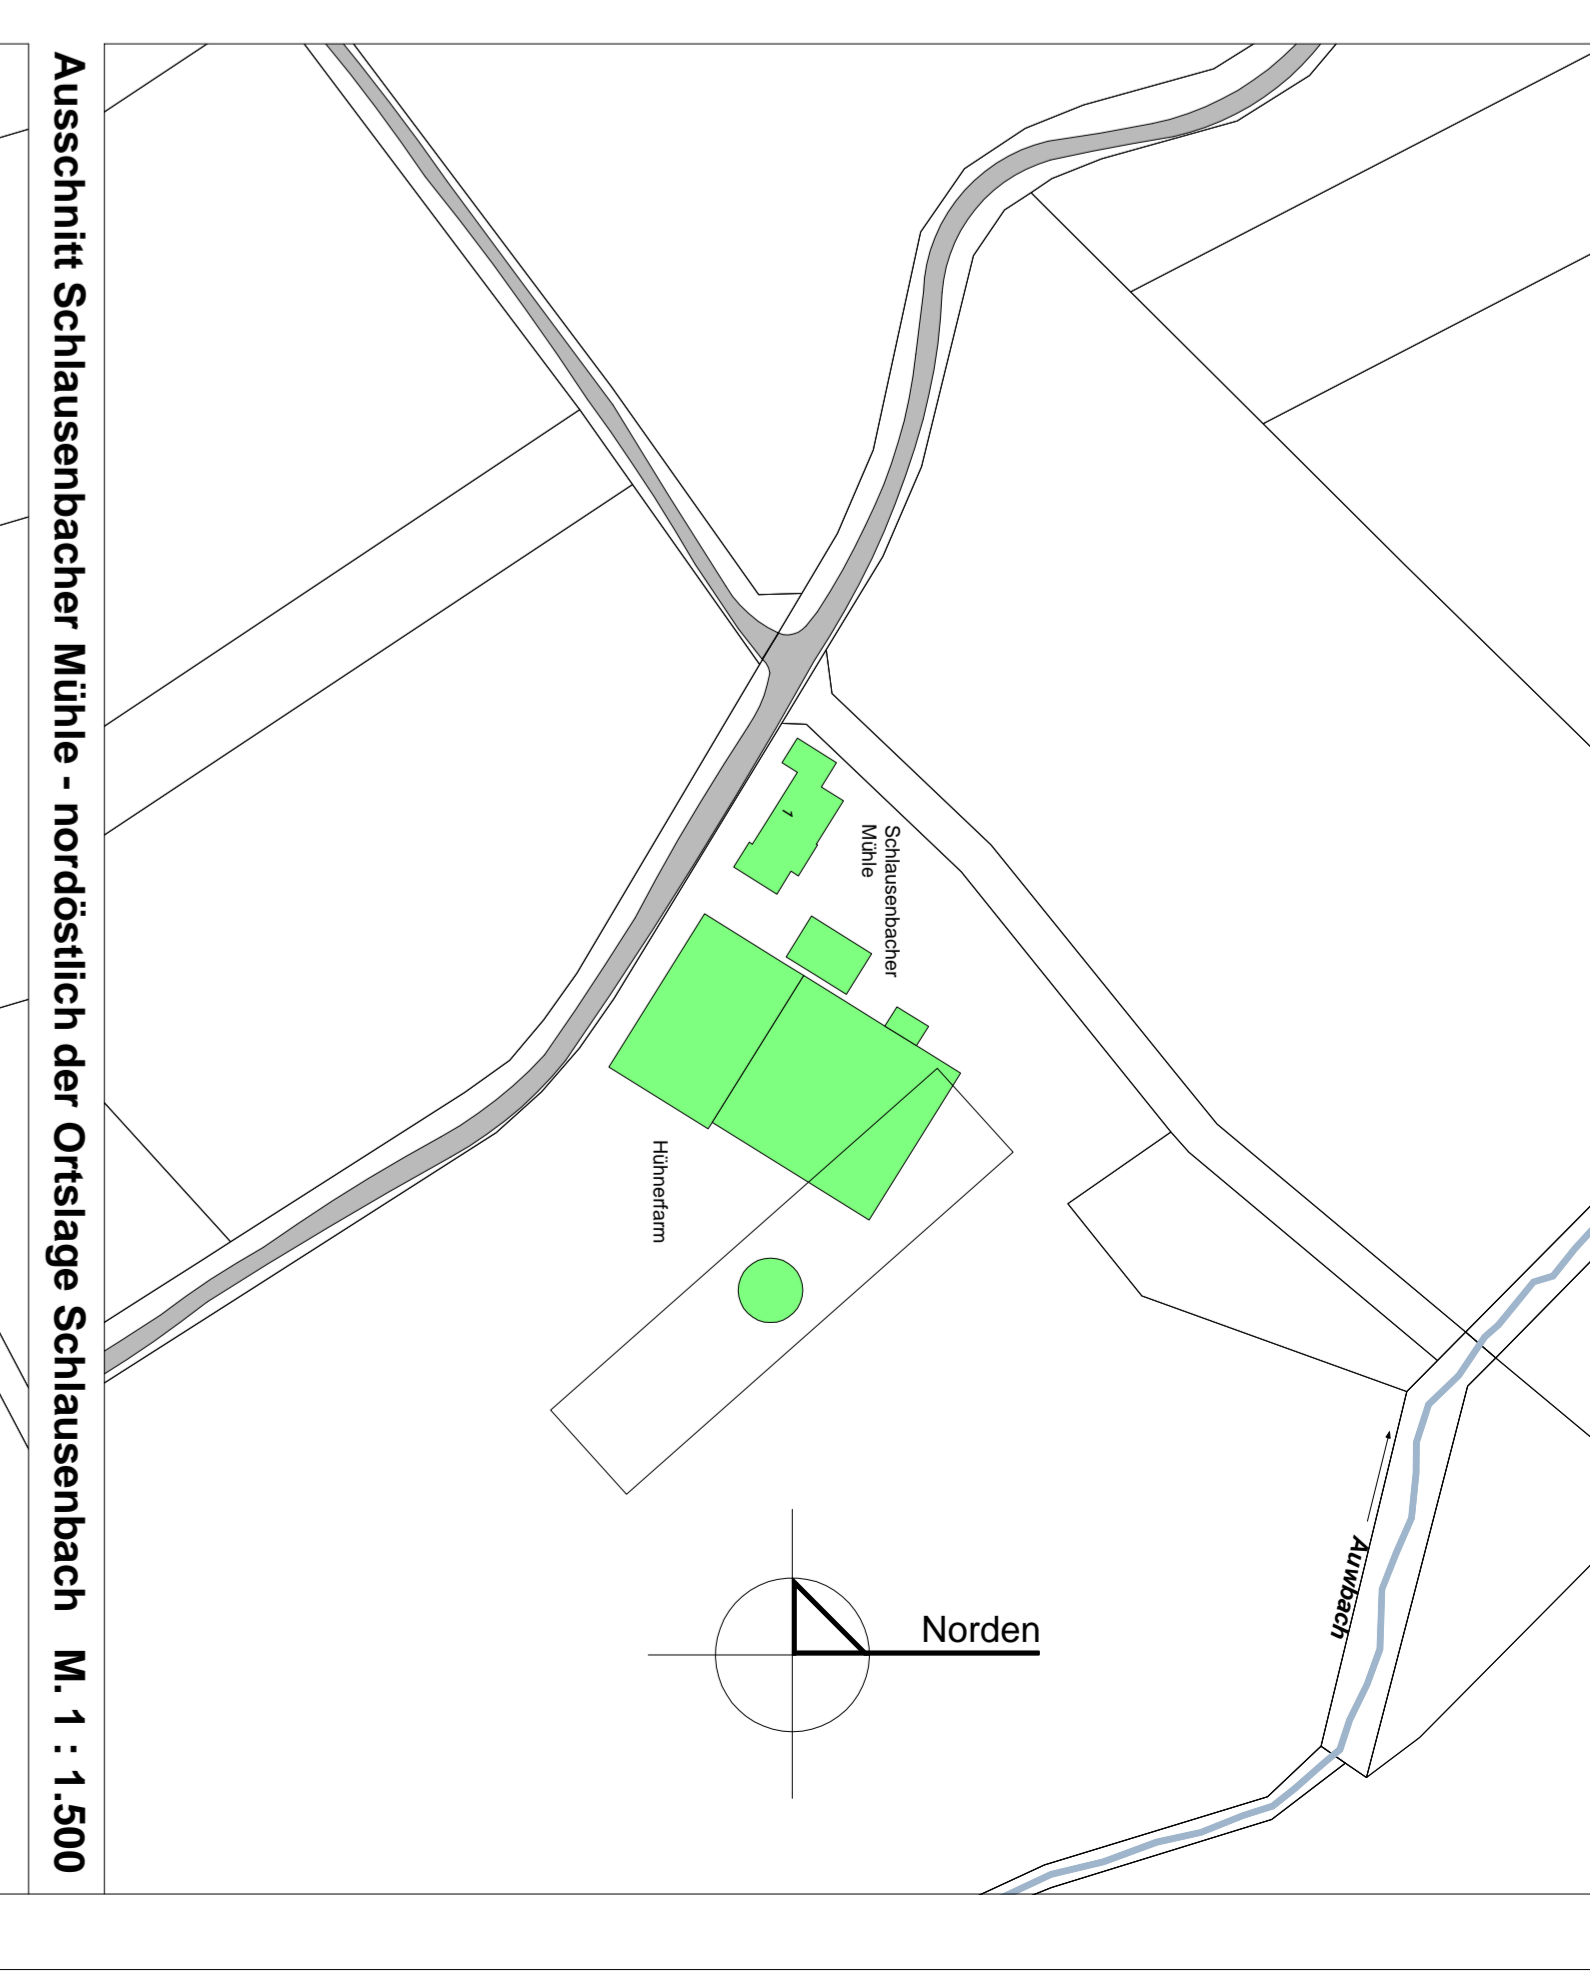 Ausschnitt Schlausenbacher Mühle - nordöstlich der Ortslage Schlausenbach M. 1 : 1.500
1
Schlausenbacher
Mühle
Hühnerfarm
Auwbach
Norden